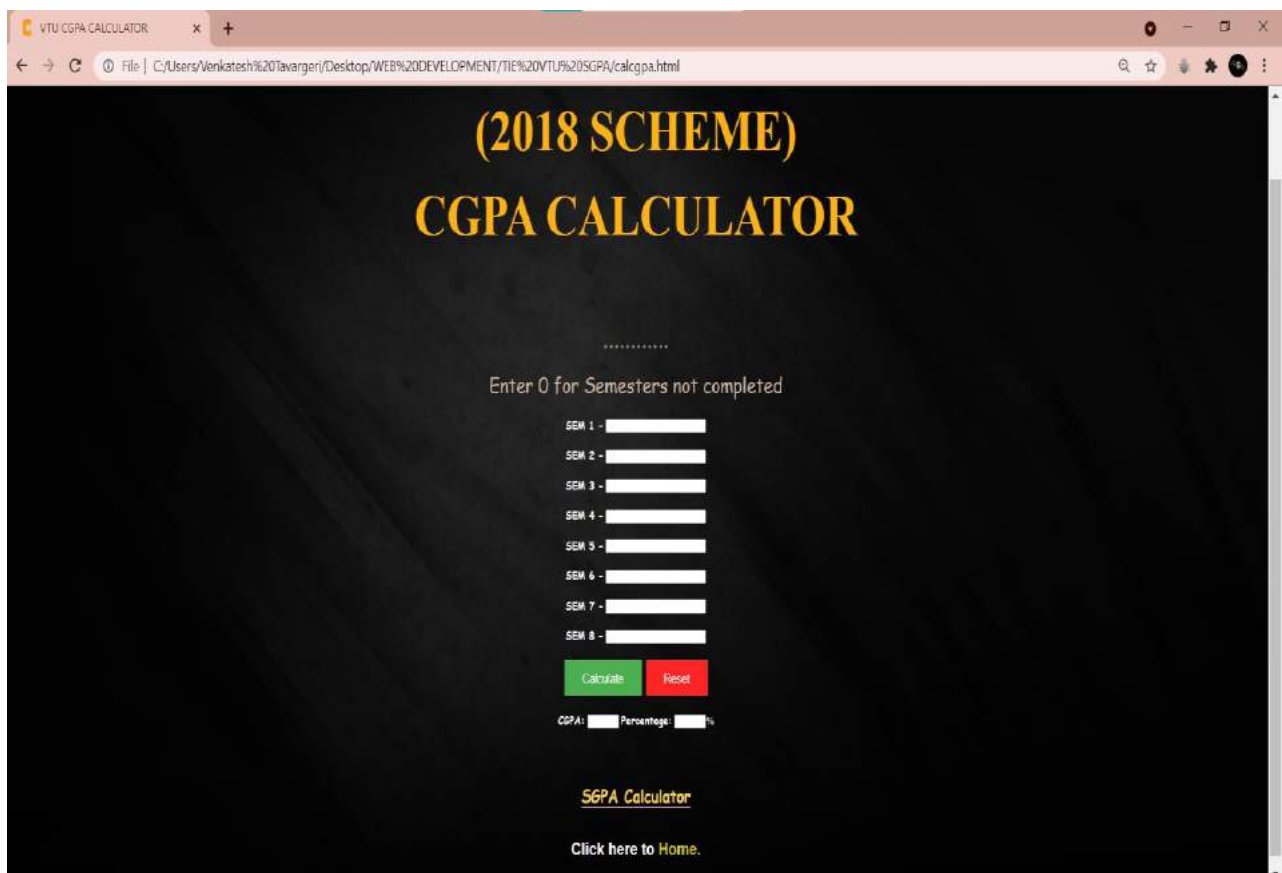 VTU CGPA CALCULATOR
File | C:/Users/Venkatesh%20Tavargeri/Desktop/WEB%20DEVELOPMENT/TIE%20VTU%20SGPA/calcgpa.html
(2018 SCHEME)
CGPA CALCULATOR
............
Enter 0 for Semesters not completed
SEM 1 -
SEM 2 -
SEM 3 -
SEM 4 -
SEM 5 -
SEM 6 -
SEM 7 -
SEM 8 -
Calculate Reset
CGPA: Percentage: %
SGPA Calculator
Click here to Home.